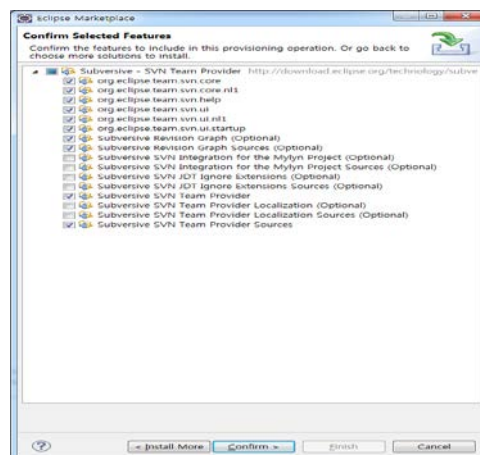 Eclipse Marketplace
Confirm Selected Features
Confirm the features to include in this provisioning operation. Or go back to
choose more solutions to install.
Subversive - SVN Team Provider http://download.eclipse.org/technology/subve
org.eclipse.team.svn.core
org.eclipse.team.svn.core.nl1
org.eclipse.team.svn.help
org.eclipse.team.svn.ui
org.eclipse.team.svn.ui.nl1
org.eclipse.team.svn.ui.startup
Subversive Revision Graph (Optional)
Subversive Revision Graph Sources (Optional)
Subversive SVN Integration for the Mylyn Project (Optional)
Subversive SVN Integration for the Mylyn Project Sources (Optional)
Subversive SVN JDT Ignore Extensions (Optional)
Subversive SVN JDT Ignore Extensions Sources (Optional)
Subversive SVN Team Provider
Subversive SVN Team Provider Localization (Optional)
Subversive SVN Team Provider Localization Sources (Optional)
Subversive SVN Team Provider Sources
< Install More Confirm > Finish Cancel